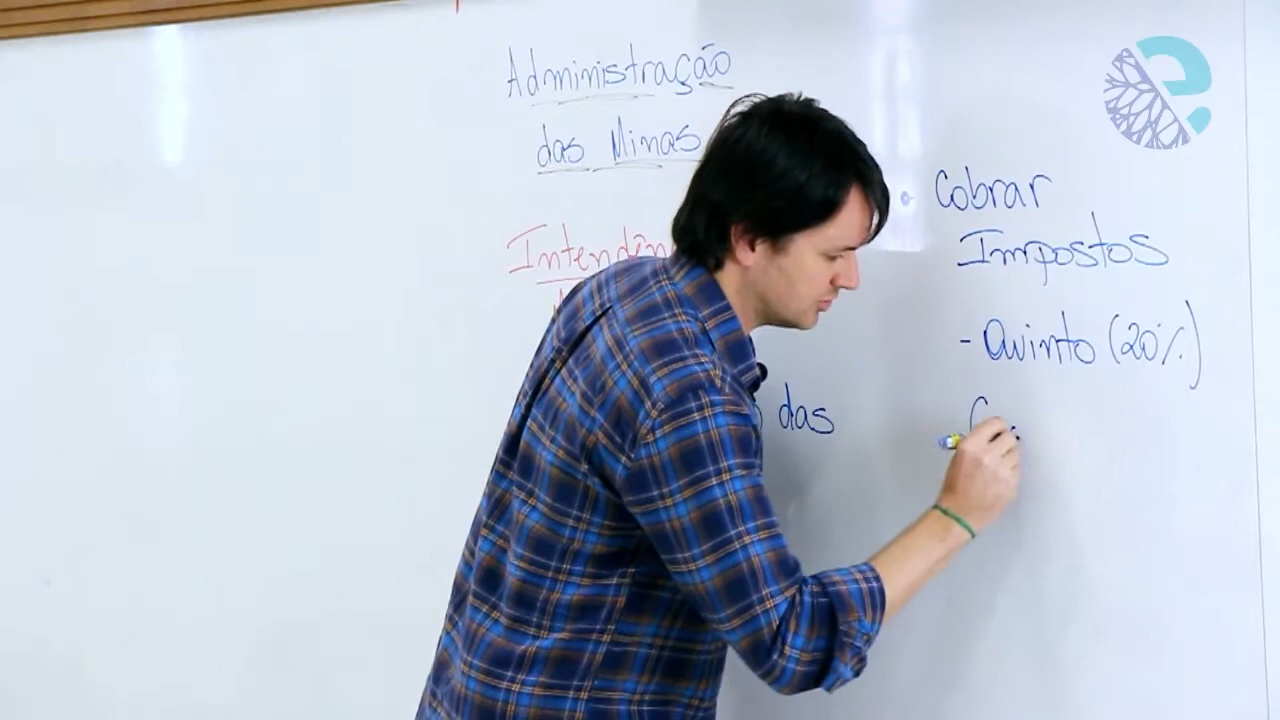 Administração
das Minas
Intendên
das
• Cobrar
Impostos
- Quinto (20%)